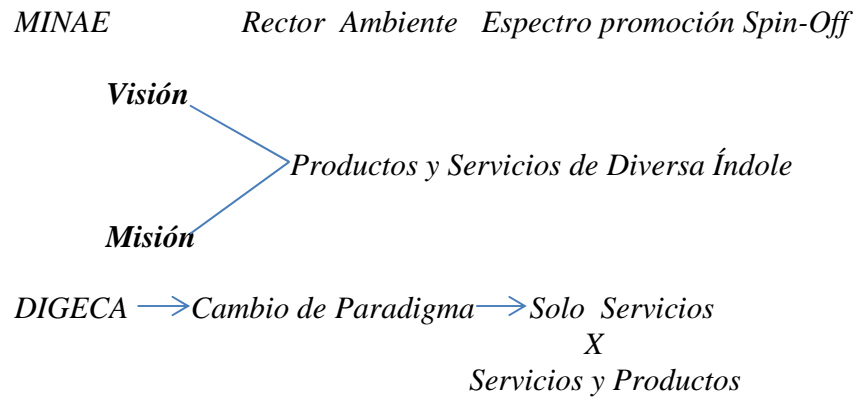 MINAE Rector Ambiente Espectro promoción Spin-Off
Visión
Productos y Servicios de Diversa Índole
Misión
DIGECA Cambio de Paradigma Solo Servicios
X
Servicios y Productos